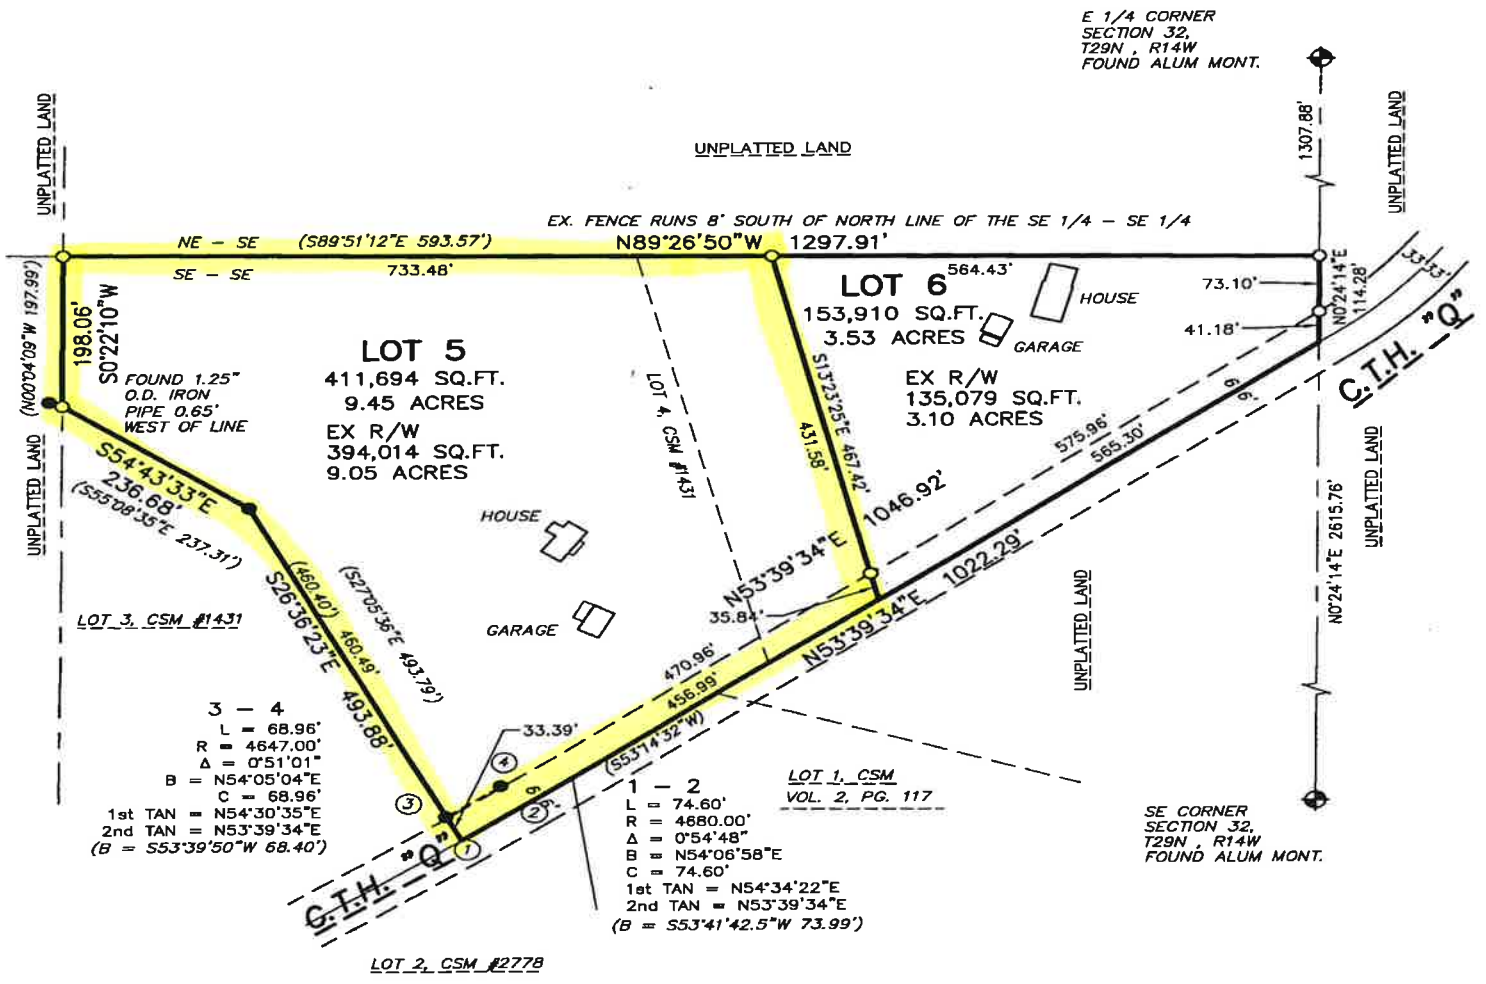 E 1/4 CORNER
SECTION 32,
T29N , R14W
FOUND ALUM MONT.
UNPLATTED LAND
UNPLATTED LAND
1307.88'
UNPLATTED LAND
EX. FENCE RUNS 8' SOUTH OF NORTH LINE OF THE SE 1/4 - SE 1/4
NE - SE (S89°51'12"E 593.57') N89°26'50"W 1297.91'
SE - SE 733.48'
564.43'
(N00°04'09"W 197.99')
198.06'
S0°22'10"W
LOT 5
411,694 SQ.FT.
9.45 ACRES
EX R/W
394,014 SQ.FT.
9.05 ACRES
FOUND 1.25"
O.D. IRON
PIPE 0.65'
WEST OF LINE
LOT 6
153,910 SQ.FT.
3.53 ACRES
EX R/W
135,079 SQ.FT.
3.10 ACRES
HOUSE
GARAGE
73.10'
41.18'
N0°24'14"E
114.28'
33'
33'
C.T.H. "Q"
LOT 4, CSM #1431
S13°23'25"E 467.42'
431.58'
66'
575.96'
565.30'
N53°39'34"E 1046.92'
1022.29'
N53°39'34"E
35.84'
UNPLATTED LAND
S54°43'33"E
236.68'
(S55°08'35"E 237.31')
HOUSE
GARAGE
LOT 3, CSM #1431
(460.40')
460.49'
S26°36'23"E 493.88'
(S27°05'36"E 493.79')
470.96'
456.99'
(S53°14'32"W)
UNPLATTED LAND
UNPLATTED LAND
N0°24'14"E 2615.76'
3 - 4
L = 68.96'
R = 4647.00'
Δ = 0°51'01"
B = N54°05'04"E
C = 68.96'
1st TAN = N54°30'35"E
2nd TAN = N53°39'34"E
(B = S53°39'50"W 68.40')
33.39'
3
4
1
2
66'
C.T.H. "Q"
1 - 2
L = 74.60'
R = 4680.00'
Δ = 0°54'48"
B = N54°06'58"E
C = 74.60'
1st TAN = N54°34'22"E
2nd TAN = N53°39'34"E
(B = S53°41'42.5"W 73.99')
LOT 1, CSM
VOL. 2, PG. 117
SE CORNER
SECTION 32,
T29N , R14W
FOUND ALUM MONT.
LOT 2, CSM #2778